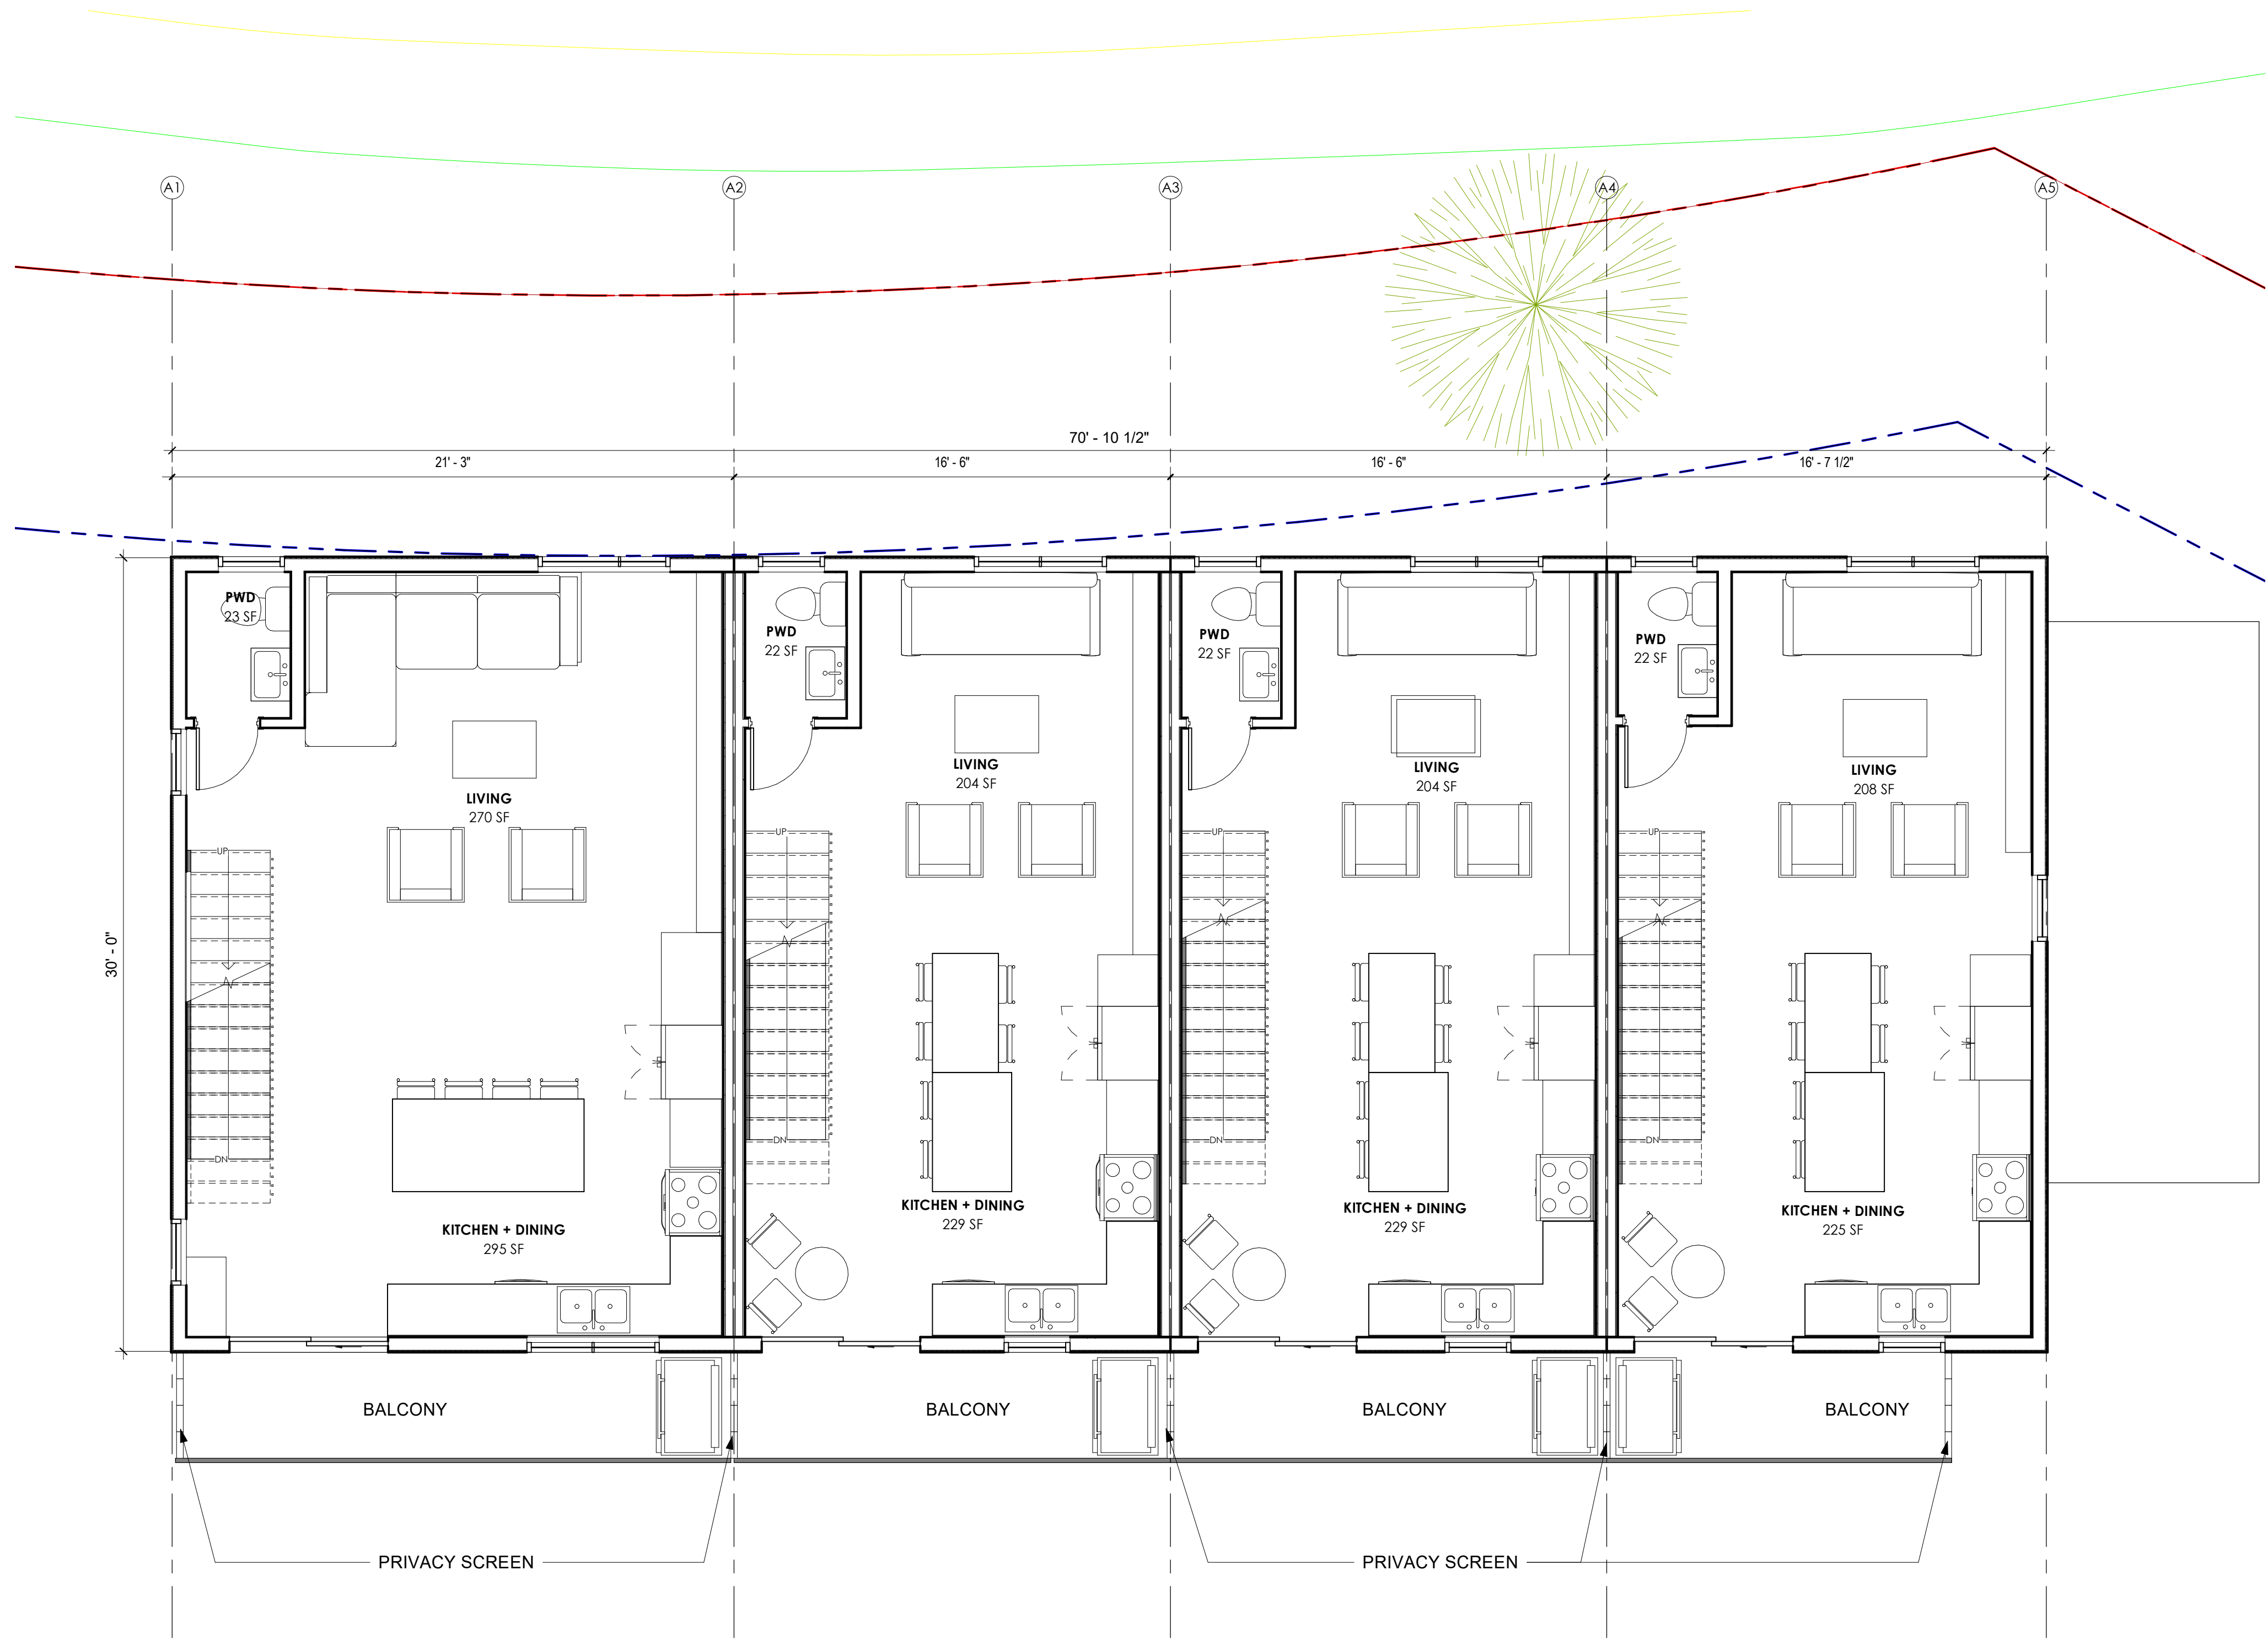 A1
A2
A3
A4
A5
70' - 10 1/2"
21' - 3"
16' - 6"
16' - 6"
16' - 7 1/2"
30' - 0"
PWD
23 SF
PWD
22 SF
PWD
22 SF
PWD
22 SF
LIVING
270 SF
LIVING
204 SF
LIVING
204 SF
LIVING
208 SF
UP
UP
UP
UP
DN
DN
DN
DN
KITCHEN + DINING
295 SF
KITCHEN + DINING
229 SF
KITCHEN + DINING
229 SF
KITCHEN + DINING
225 SF
BALCONY
BALCONY
BALCONY
BALCONY
PRIVACY SCREEN
PRIVACY SCREEN